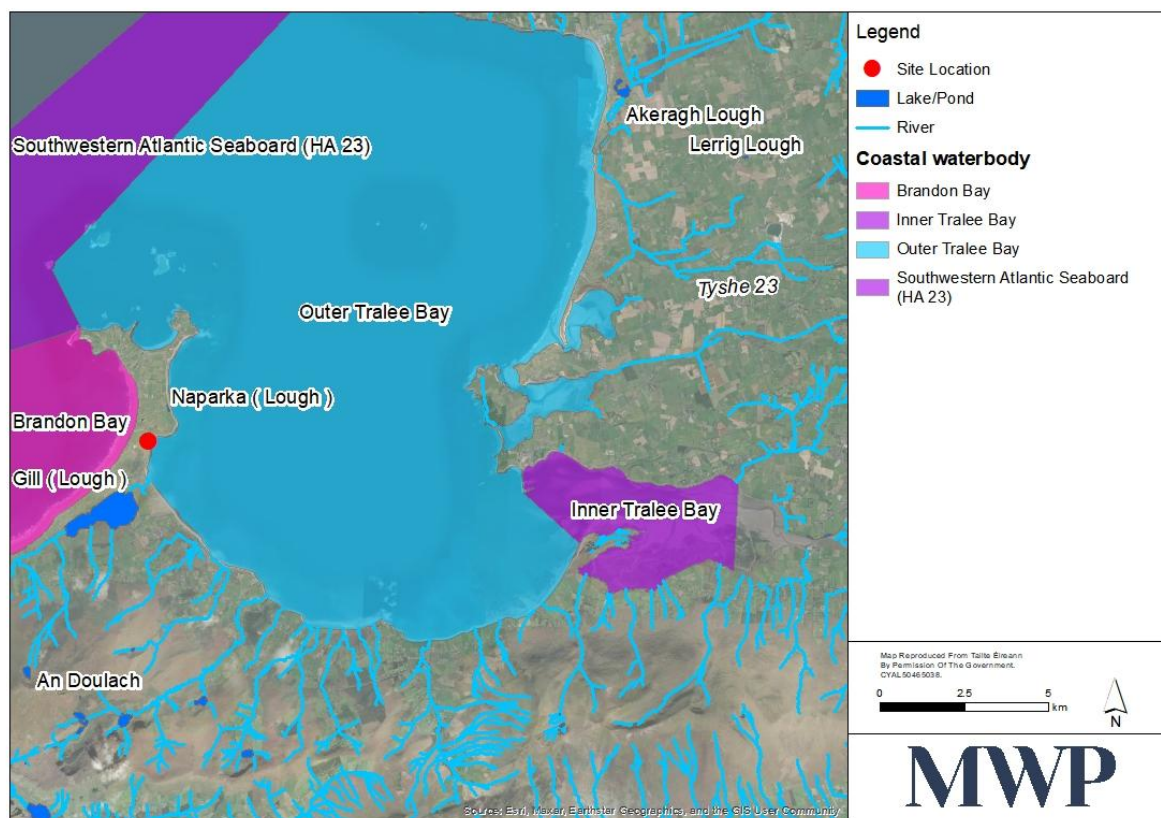 Southwestern Atlantic Seaboard (HA 23)
Akeragh Lough
Lerrig Lough
Tyshe 23
Outer Tralee Bay
Naparka ( Lough )
Brandon Bay
Gill ( Lough )
Inner Tralee Bay
An Doulach
Source: Esri, Maxar, Earthstar Geographics, and the GIS User Community
Legend
Site Location
Lake/Pond
River
Coastal waterbody
Brandon Bay
Inner Tralee Bay
Outer Tralee Bay
Southwestern Atlantic Seaboard
(HA 23)
Map Reproduced From Tailte Éireann
By Permission Of The Government.
CYAL50465038.
0 2.5 5
km
N
MWP